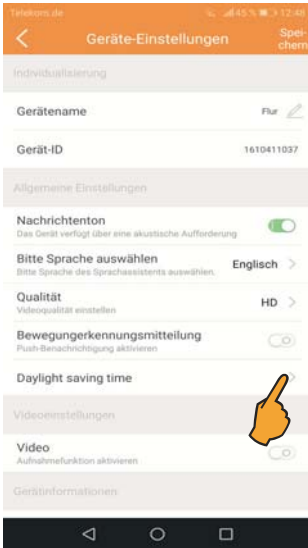 Telekom.de 45 % 12:48
Geräte-Einstellungen
Spei-
chern
Individualisierung
Gerätename Flur
Gerät-ID 1610411037
Allgemeine Einstellungen
Nachrichtenton
Das Gerät verfügt über eine akustische Aufforderung
Bitte Sprache auswählen Englisch
Bitte Sprache des Sprachassistents auswählen.
Qualität HD
Videoqualität einstellen
Bewegungerkennungsmitteilung
Push-Benachrichtigung aktivieren
Daylight saving time
Videoeinstellungen
Video
Aufnahmefunktion aktivieren
Gerätinformationen